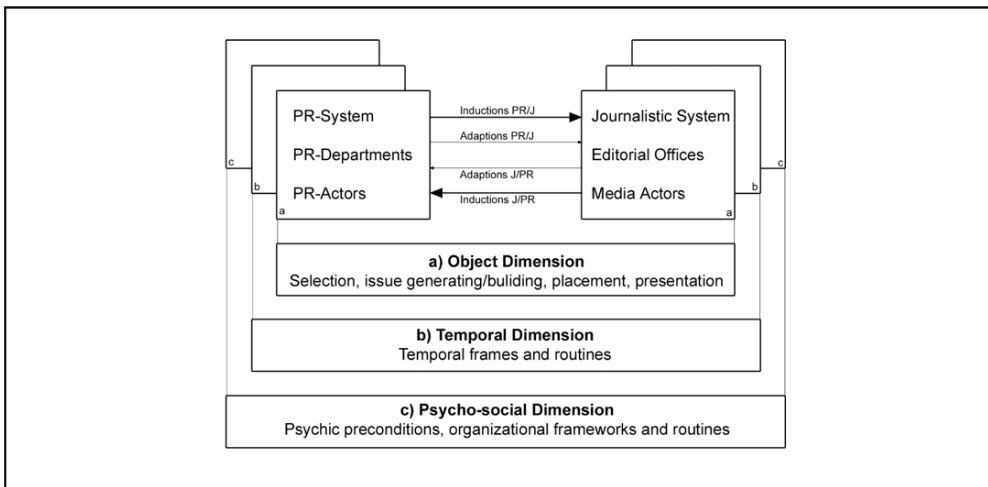 PR-System
PR-Departments
PR-Actors
a
b
c
Inductions PR/J
Adaptions PR/J
Adaptions J/PR
Inductions J/PR
Journalistic System
Editorial Offices
Media Actors
a
b
c
a) Object Dimension
Selection, issue generating/buliding, placement, presentation
b) Temporal Dimension
Temporal frames and routines
c) Psycho-social Dimension
Psychic preconditions, organizational frameworks and routines